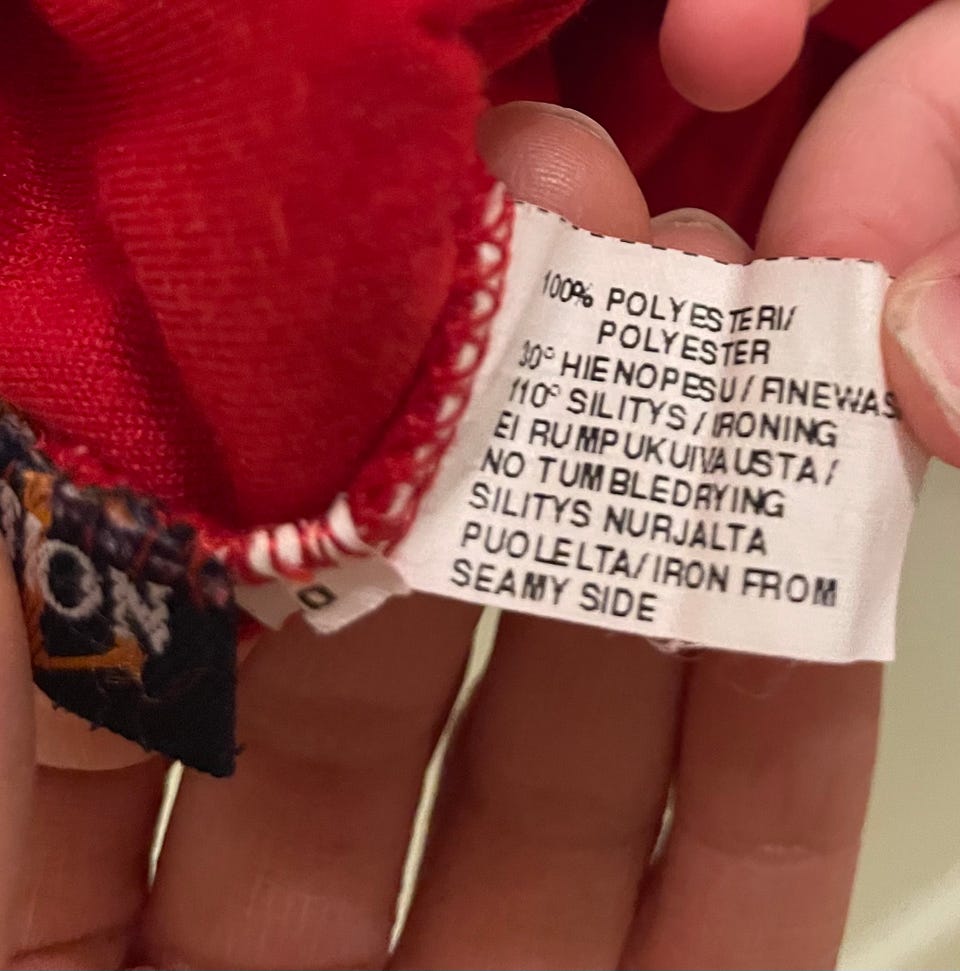 100% POLYESTERI/
POLYESTER
30° HIENOPESU / FINEWAS
110° SILITYS / IRONING
EI RUMPUKUIVAUSTA /
NO TUMBLEDRYING
SILITYS NURJALTA
PUOLELTA/ IRON FROM
SEAMY SIDE